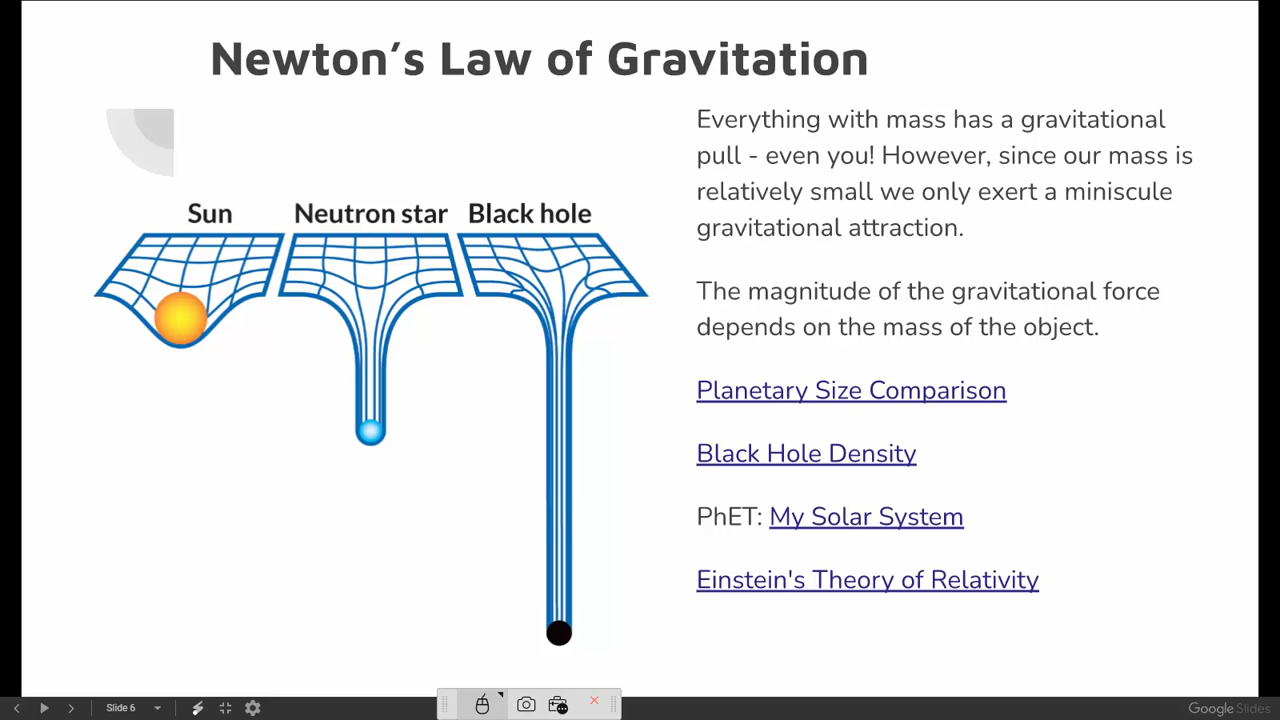 Newton's Law of Gravitation
Everything with mass has a gravitational
pull - even you! However, since our mass is
relatively small we only exert a miniscule
gravitational attraction.
The magnitude of the gravitational force
depends on the mass of the object.
Planetary Size Comparison
Black Hole Density
PhET: My Solar System
Einstein's Theory of Relativity
Sun
Neutron star
Black hole
Slide 6
Google Slides